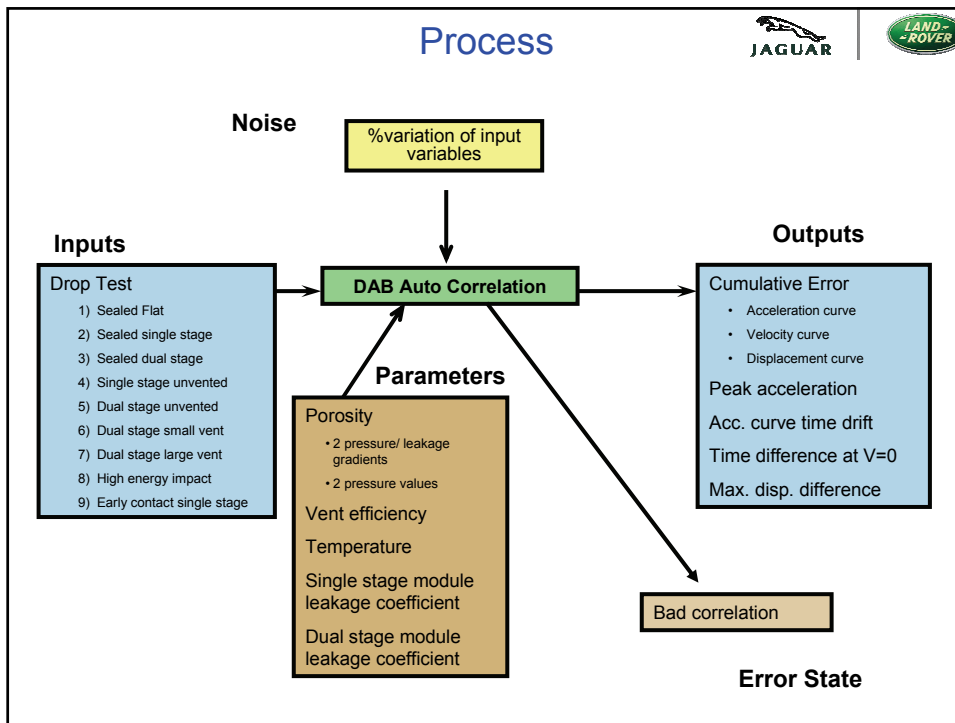 Process
JAGUAR
LAND-
-ROVER
Noise
%variation of input
variables
Inputs
Drop Test
1) Sealed Flat
2) Sealed single stage
3) Sealed dual stage
4) Single stage unvented
5) Dual stage unvented
6) Dual stage small vent
7) Dual stage large vent
8) High energy impact
9) Early contact single stage
DAB Auto Correlation
Parameters
Porosity
• 2 pressure/ leakage
gradients
• 2 pressure values
Vent efficiency
Temperature
Single stage module
leakage coefficient
Dual stage module
leakage coefficient
Outputs
Cumulative Error
• Acceleration curve
• Velocity curve
• Displacement curve
Peak acceleration
Acc. curve time drift
Time difference at V=0
Max. disp. difference
Bad correlation
Error State